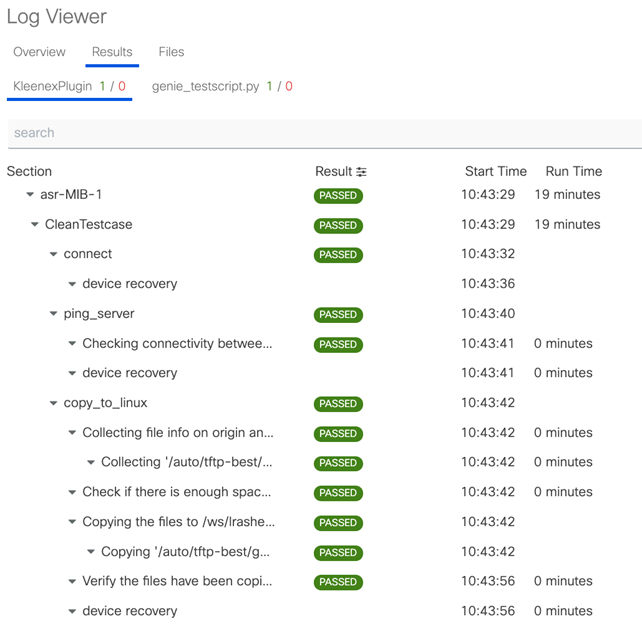 Log Viewer
Overview Results Files
KleenexPlugin 1 / 0 genie_testscript.py 1 / 0
search
Section Result Start Time Run Time
asr-MIB-1 PASSED 10:43:29 19 minutes
CleanTestcase PASSED 10:43:29 19 minutes
connect PASSED 10:43:32
device recovery 10:43:36
ping_server PASSED 10:43:40
Checking connectivity betwee... PASSED 10:43:41 0 minutes
device recovery 10:43:41 0 minutes
copy_to_linux PASSED 10:43:42
Collecting file info on origin an... PASSED 10:43:42 0 minutes
Collecting '/auto/tftp-best/... PASSED 10:43:42 0 minutes
Check if there is enough spac... PASSED 10:43:42 0 minutes
Copying the files to /ws/lrashe... PASSED 10:43:42
Copying '/auto/tftp-best/g... PASSED 10:43:42
Verify the files have been copi... PASSED 10:43:56 0 minutes
device recovery 10:43:56 0 minutes